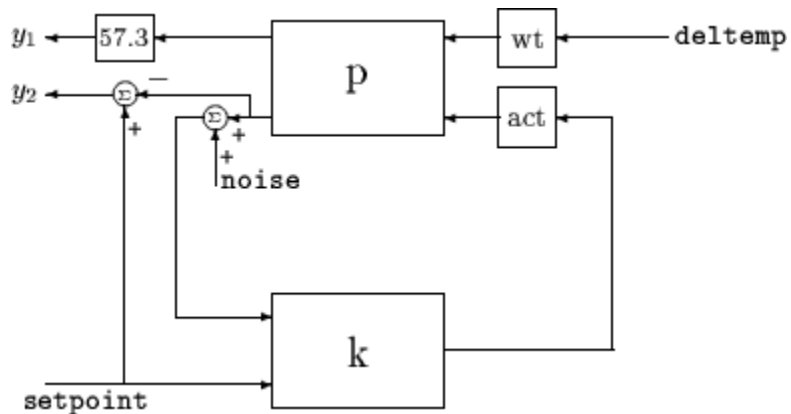 y₁ 57.3 p wt deltemp
y₂ Σ −
Σ + act
+ +
noise
k
setpoint